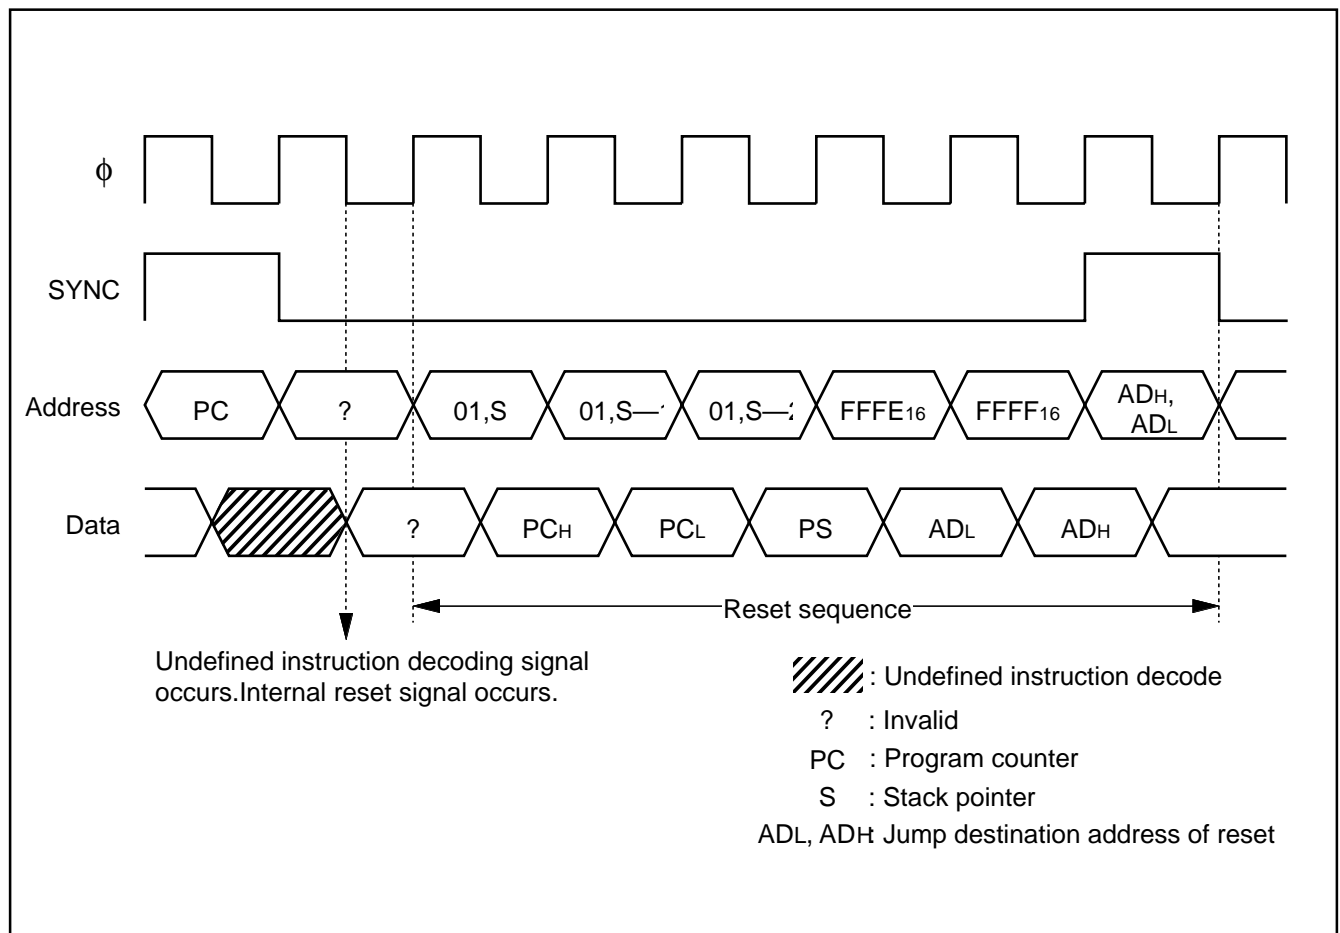 ϕ
SYNC
Address
PC
?
01,S
01,S—
01,S—
FFFE16
FFFF16
ADH,
ADL
Data
?
PCH
PCL
PS
ADL
ADH
Reset sequence
Undefined instruction decoding signal
occurs.Internal reset signal occurs.
: Undefined instruction decode
? : Invalid
PC : Program counter
S : Stack pointer
ADL, ADH: Jump destination address of reset